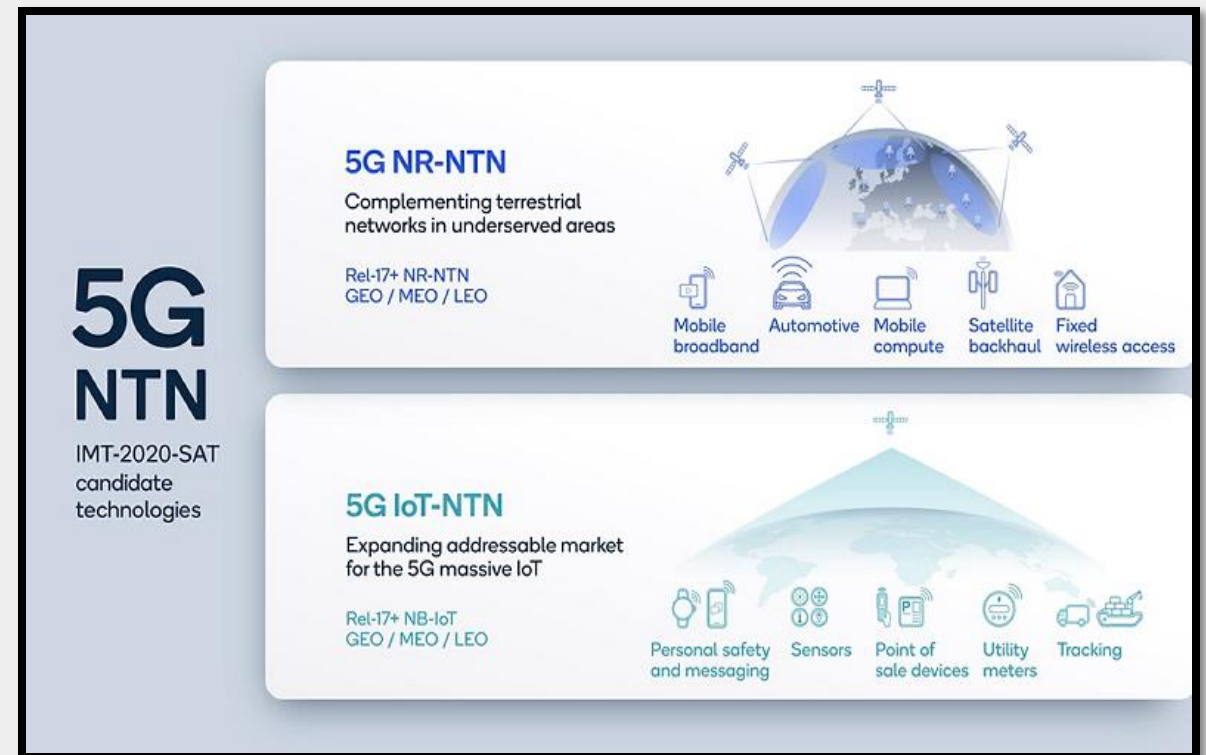 5G
NTN
IMT-2020-SAT
candidate
technologies
5G NR-NTN
Complementing terrestrial
networks in underserved areas
Rel-17+ NR-NTN
GEO / MEO / LEO
Mobile
broadband
Automotive
Mobile
compute
Satellite
backhaul
Fixed
wireless access
5G IoT-NTN
Expanding addressable market
for the 5G massive IoT
Rel-17+ NB-IoT
GEO / MEO / LEO
P
Personal safety
and messaging
Sensors
Point of
sale devices
Utility
meters
Tracking